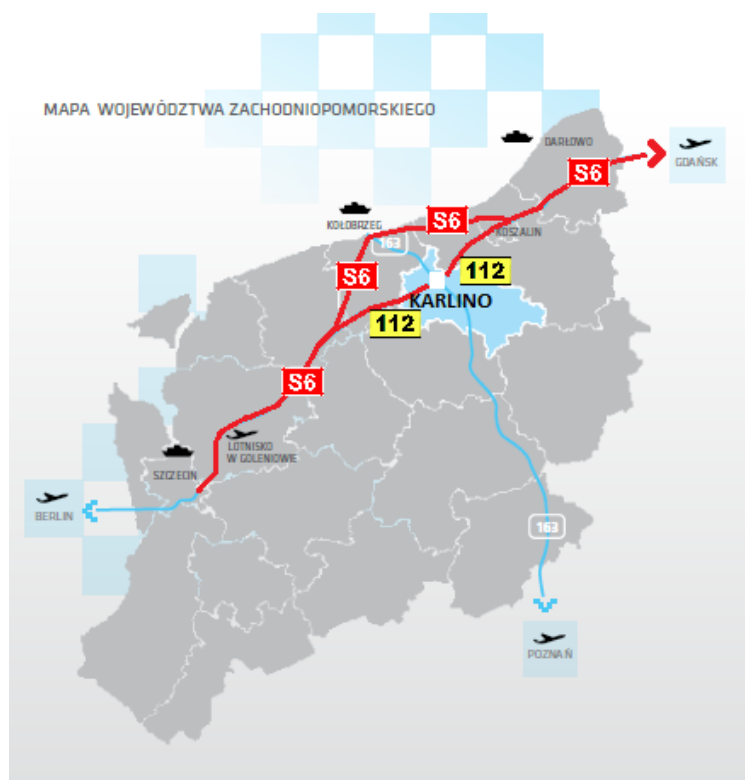 MAPA WOJEWÓDZTWA ZACHODNIOPOMORSKIEGO
DARŁOWO
GDAŃSK
S6
KOŁOBRZEG
S6
KOSZALIN
163
S6
112
KARLINO
112
S6
LOTNISKO
W GOLENIOWIE
SZCZECIN
BERLIN
163
POZNAŃ